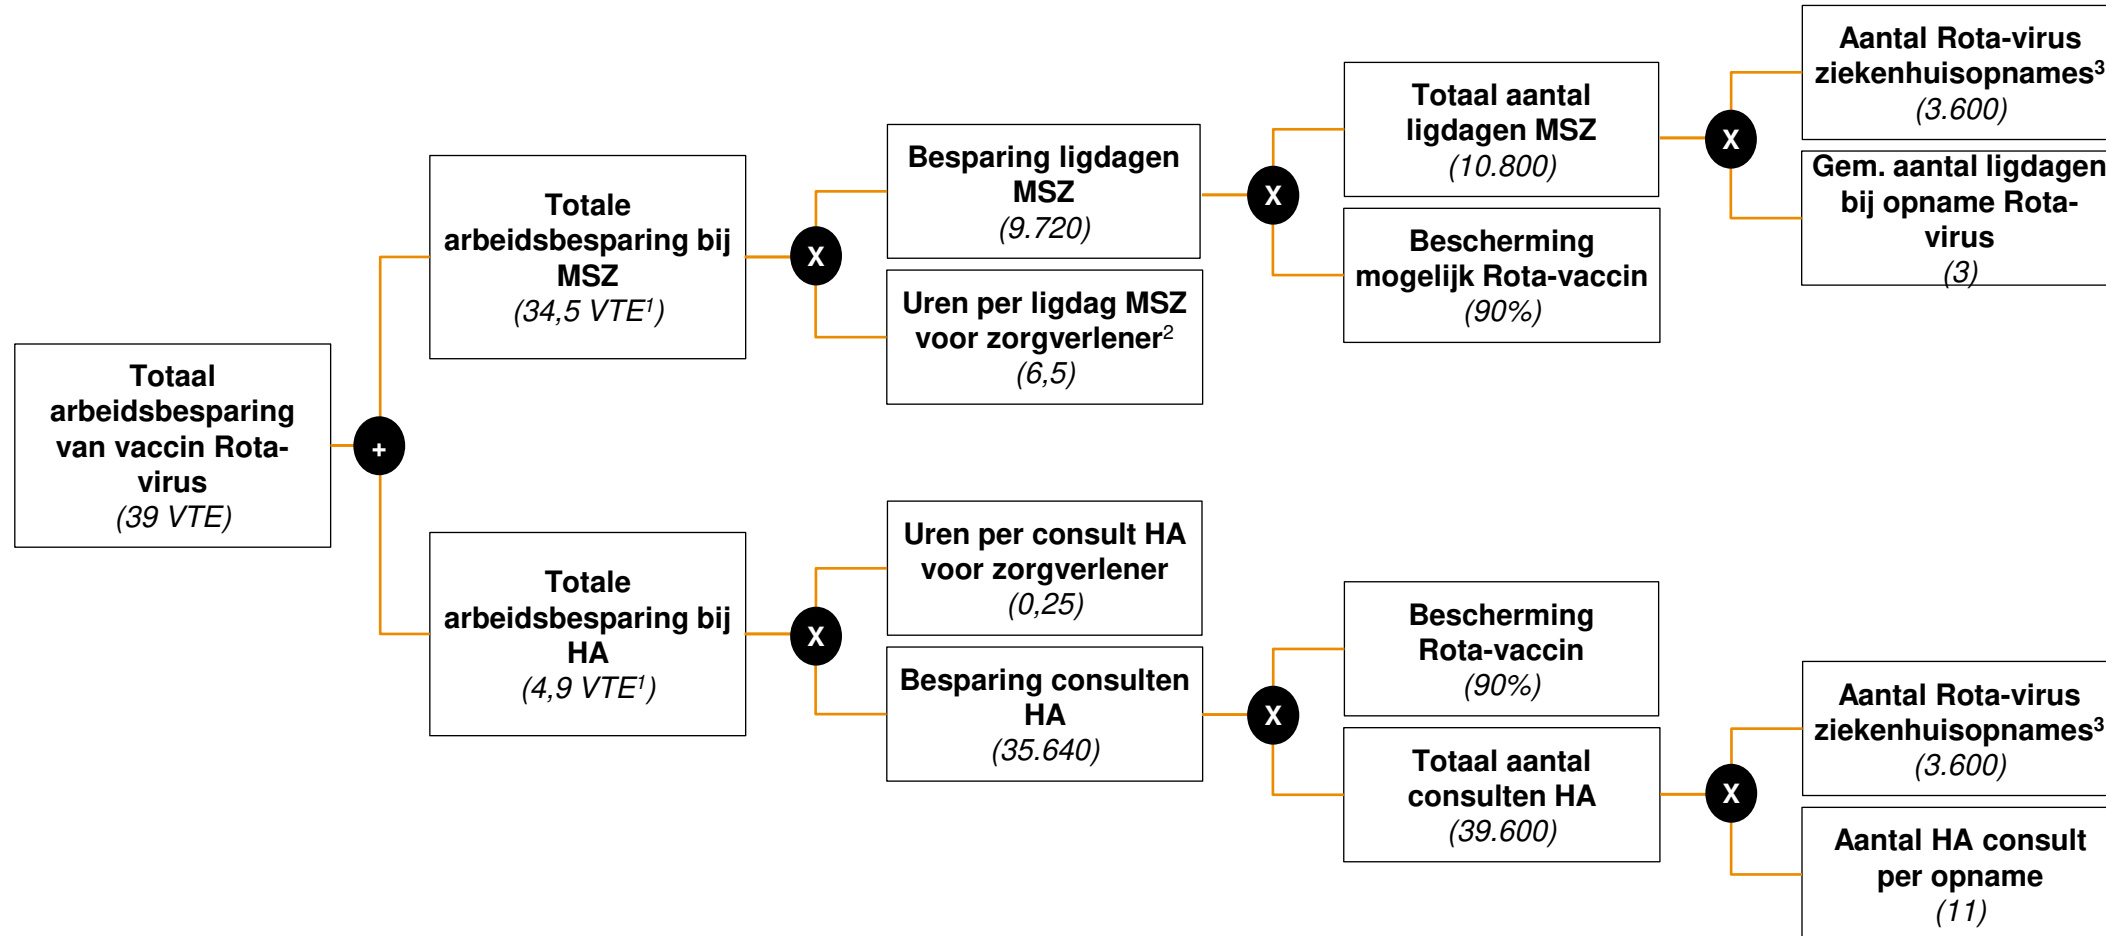 Totaal
arbeidsbesparing
van vaccin Rota-
virus
(39 VTE)
+
Totale
arbeidsbesparing bij
MSZ
(34,5 VTE¹)
X
Besparing ligdagen
MSZ
(9.720)
Uren per ligdag MSZ
voor zorgverlener²
(6,5)
X
Totaal aantal
ligdagen MSZ
(10.800)
Bescherming
mogelijk Rota-vaccin
(90%)
X
Aantal Rota-virus
ziekenhuisopnames³
(3.600)
Gem. aantal ligdagen
bij opname Rota-
virus
(3)
Totale
arbeidsbesparing bij
HA
(4,9 VTE¹)
X
Uren per consult HA
voor zorgverlener
(0,25)
Besparing consulten
HA
(35.640)
X
Bescherming
Rota-vaccin
(90%)
Totaal aantal
consulten HA
(39.600)
X
Aantal Rota-virus
ziekenhuisopnames³
(3.600)
Aantal HA consult
per opname
(11)